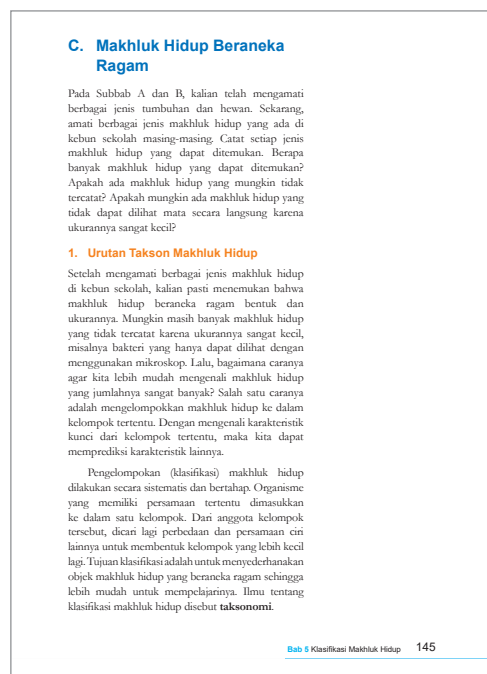 C. Makhluk Hidup Beraneka
Ragam
Pada Subbab A dan B, kalian telah mengamati
berbagai jenis tumbuhan dan hewan. Sekarang,
amati berbagai jenis makhluk hidup yang ada di
kebun sekolah masing-masing. Catat setiap jenis
makhluk hidup yang dapat ditemukan. Berapa
banyak makhluk hidup yang dapat ditemukan?
Apakah ada makhluk hidup yang mungkin tidak
tercatat? Apakah mungkin ada makhluk hidup yang
tidak dapat dilihat mata secara langsung karena
ukurannya sangat kecil?
1. Urutan Takson Makhluk Hidup
Setelah mengamati berbagai jenis makhluk hidup
di kebun sekolah, kalian pasti menemukan bahwa
makhluk hidup beraneka ragam bentuk dan
ukurannya. Mungkin masih banyak makhluk hidup
yang tidak tercatat karena ukurannya sangat kecil,
misalnya bakteri yang hanya dapat dilihat dengan
menggunakan mikroskop. Lalu, bagaimana caranya
agar kita lebih mudah mengenali makhluk hidup
yang jumlahnya sangat banyak? Salah satu caranya
adalah mengelompokkan makhluk hidup ke dalam
kelompok tertentu. Dengan mengenali karakteristik
kunci dari kelompok tertentu, maka kita dapat
memprediksi karakteristik lainnya.
Pengelompokan (klasifikasi) makhluk hidup
dilakukan secara sistematis dan bertahap. Organisme
yang memiliki persamaan tertentu dimasukkan
ke dalam satu kelompok. Dari anggota kelompok
tersebut, dicari lagi perbedaan dan persamaan ciri
lainnya untuk membentuk kelompok yang lebih kecil
lagi. Tujuan klasifikasi adalah untuk menyederhanakan
objek makhluk hidup yang beraneka ragam sehingga
lebih mudah untuk mempelajarinya. Ilmu tentang
klasifikasi makhluk hidup disebut taksonomi.
Bab 5 Klasifikasi Makhluk Hidup 145